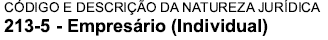 CÓDIGO E DESCRIÇÃO DA NATUREZA JURÍDICA
213-5 - Empresário (Individual)